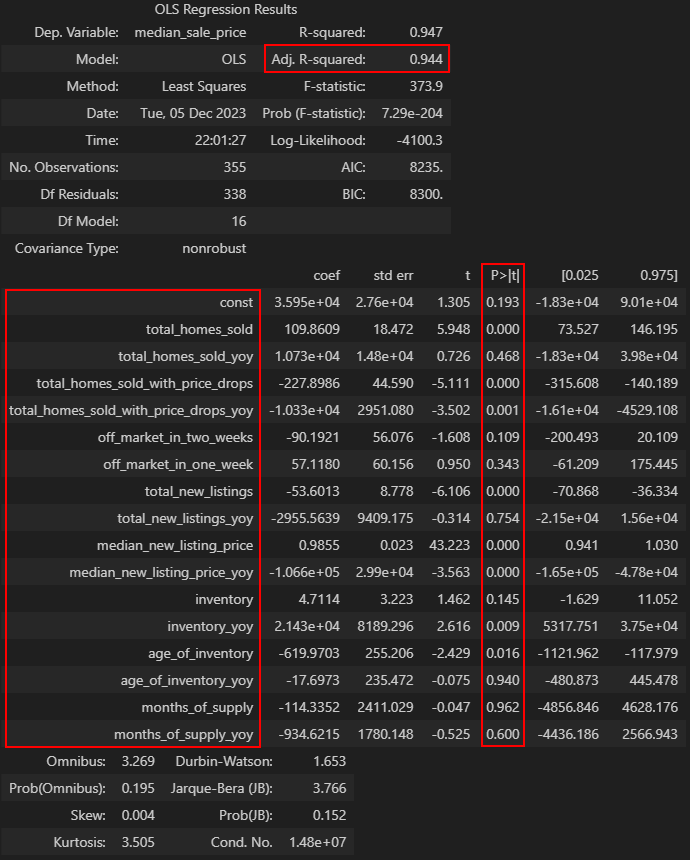 OLS Regression Results
Dep. Variable: median_sale_price R-squared: 0.947
Model: OLS Adj. R-squared: 0.944
Method: Least Squares F-statistic: 373.9
Date: Tue, 05 Dec 2023 Prob (F-statistic): 7.29e-204
Time: 22:01:27 Log-Likelihood: -4100.3
No. Observations: 355 AIC: 8235.
Df Residuals: 338 BIC: 8300.
Df Model: 16
Covariance Type: nonrobust
coef std err t P>|t| [0.025 0.975]
const 3.595e+04 2.76e+04 1.305 0.193 -1.83e+04 9.01e+04
total_homes_sold 109.8609 18.472 5.948 0.000 73.527 146.195
total_homes_sold_yoy 1.073e+04 1.48e+04 0.726 0.468 -1.83e+04 3.98e+04
total_homes_sold_with_price_drops -227.8986 44.590 -5.111 0.000 -315.608 -140.189
total_homes_sold_with_price_drops_yoy -1.033e+04 2951.080 -3.502 0.001 -1.61e+04 -4529.108
off_market_in_two_weeks -90.1921 56.076 -1.608 0.109 -200.493 20.109
off_market_in_one_week 57.1180 60.156 0.950 0.343 -61.209 175.445
total_new_listings -53.6013 8.778 -6.106 0.000 -70.868 -36.334
total_new_listings_yoy -2955.5639 9409.175 -0.314 0.754 -2.15e+04 1.56e+04
median_new_listing_price 0.9855 0.023 43.223 0.000 0.941 1.030
median_new_listing_price_yoy -1.066e+05 2.99e+04 -3.563 0.000 -1.65e+05 -4.78e+04
inventory 4.7114 3.223 1.462 0.145 -1.629 11.052
inventory_yoy 2.143e+04 8189.296 2.616 0.009 5317.751 3.75e+04
age_of_inventory -619.9703 255.206 -2.429 0.016 -1121.962 -117.979
age_of_inventory_yoy -17.6973 235.472 -0.075 0.940 -480.873 445.478
months_of_supply -114.3352 2411.029 -0.047 0.962 -4856.846 4628.176
months_of_supply_yoy -934.6215 1780.148 -0.525 0.600 -4436.186 2566.943
Omnibus: 3.269 Durbin-Watson: 1.653
Prob(Omnibus): 0.195 Jarque-Bera (JB): 3.766
Skew: 0.004 Prob(JB): 0.152
Kurtosis: 3.505 Cond. No. 1.48e+07